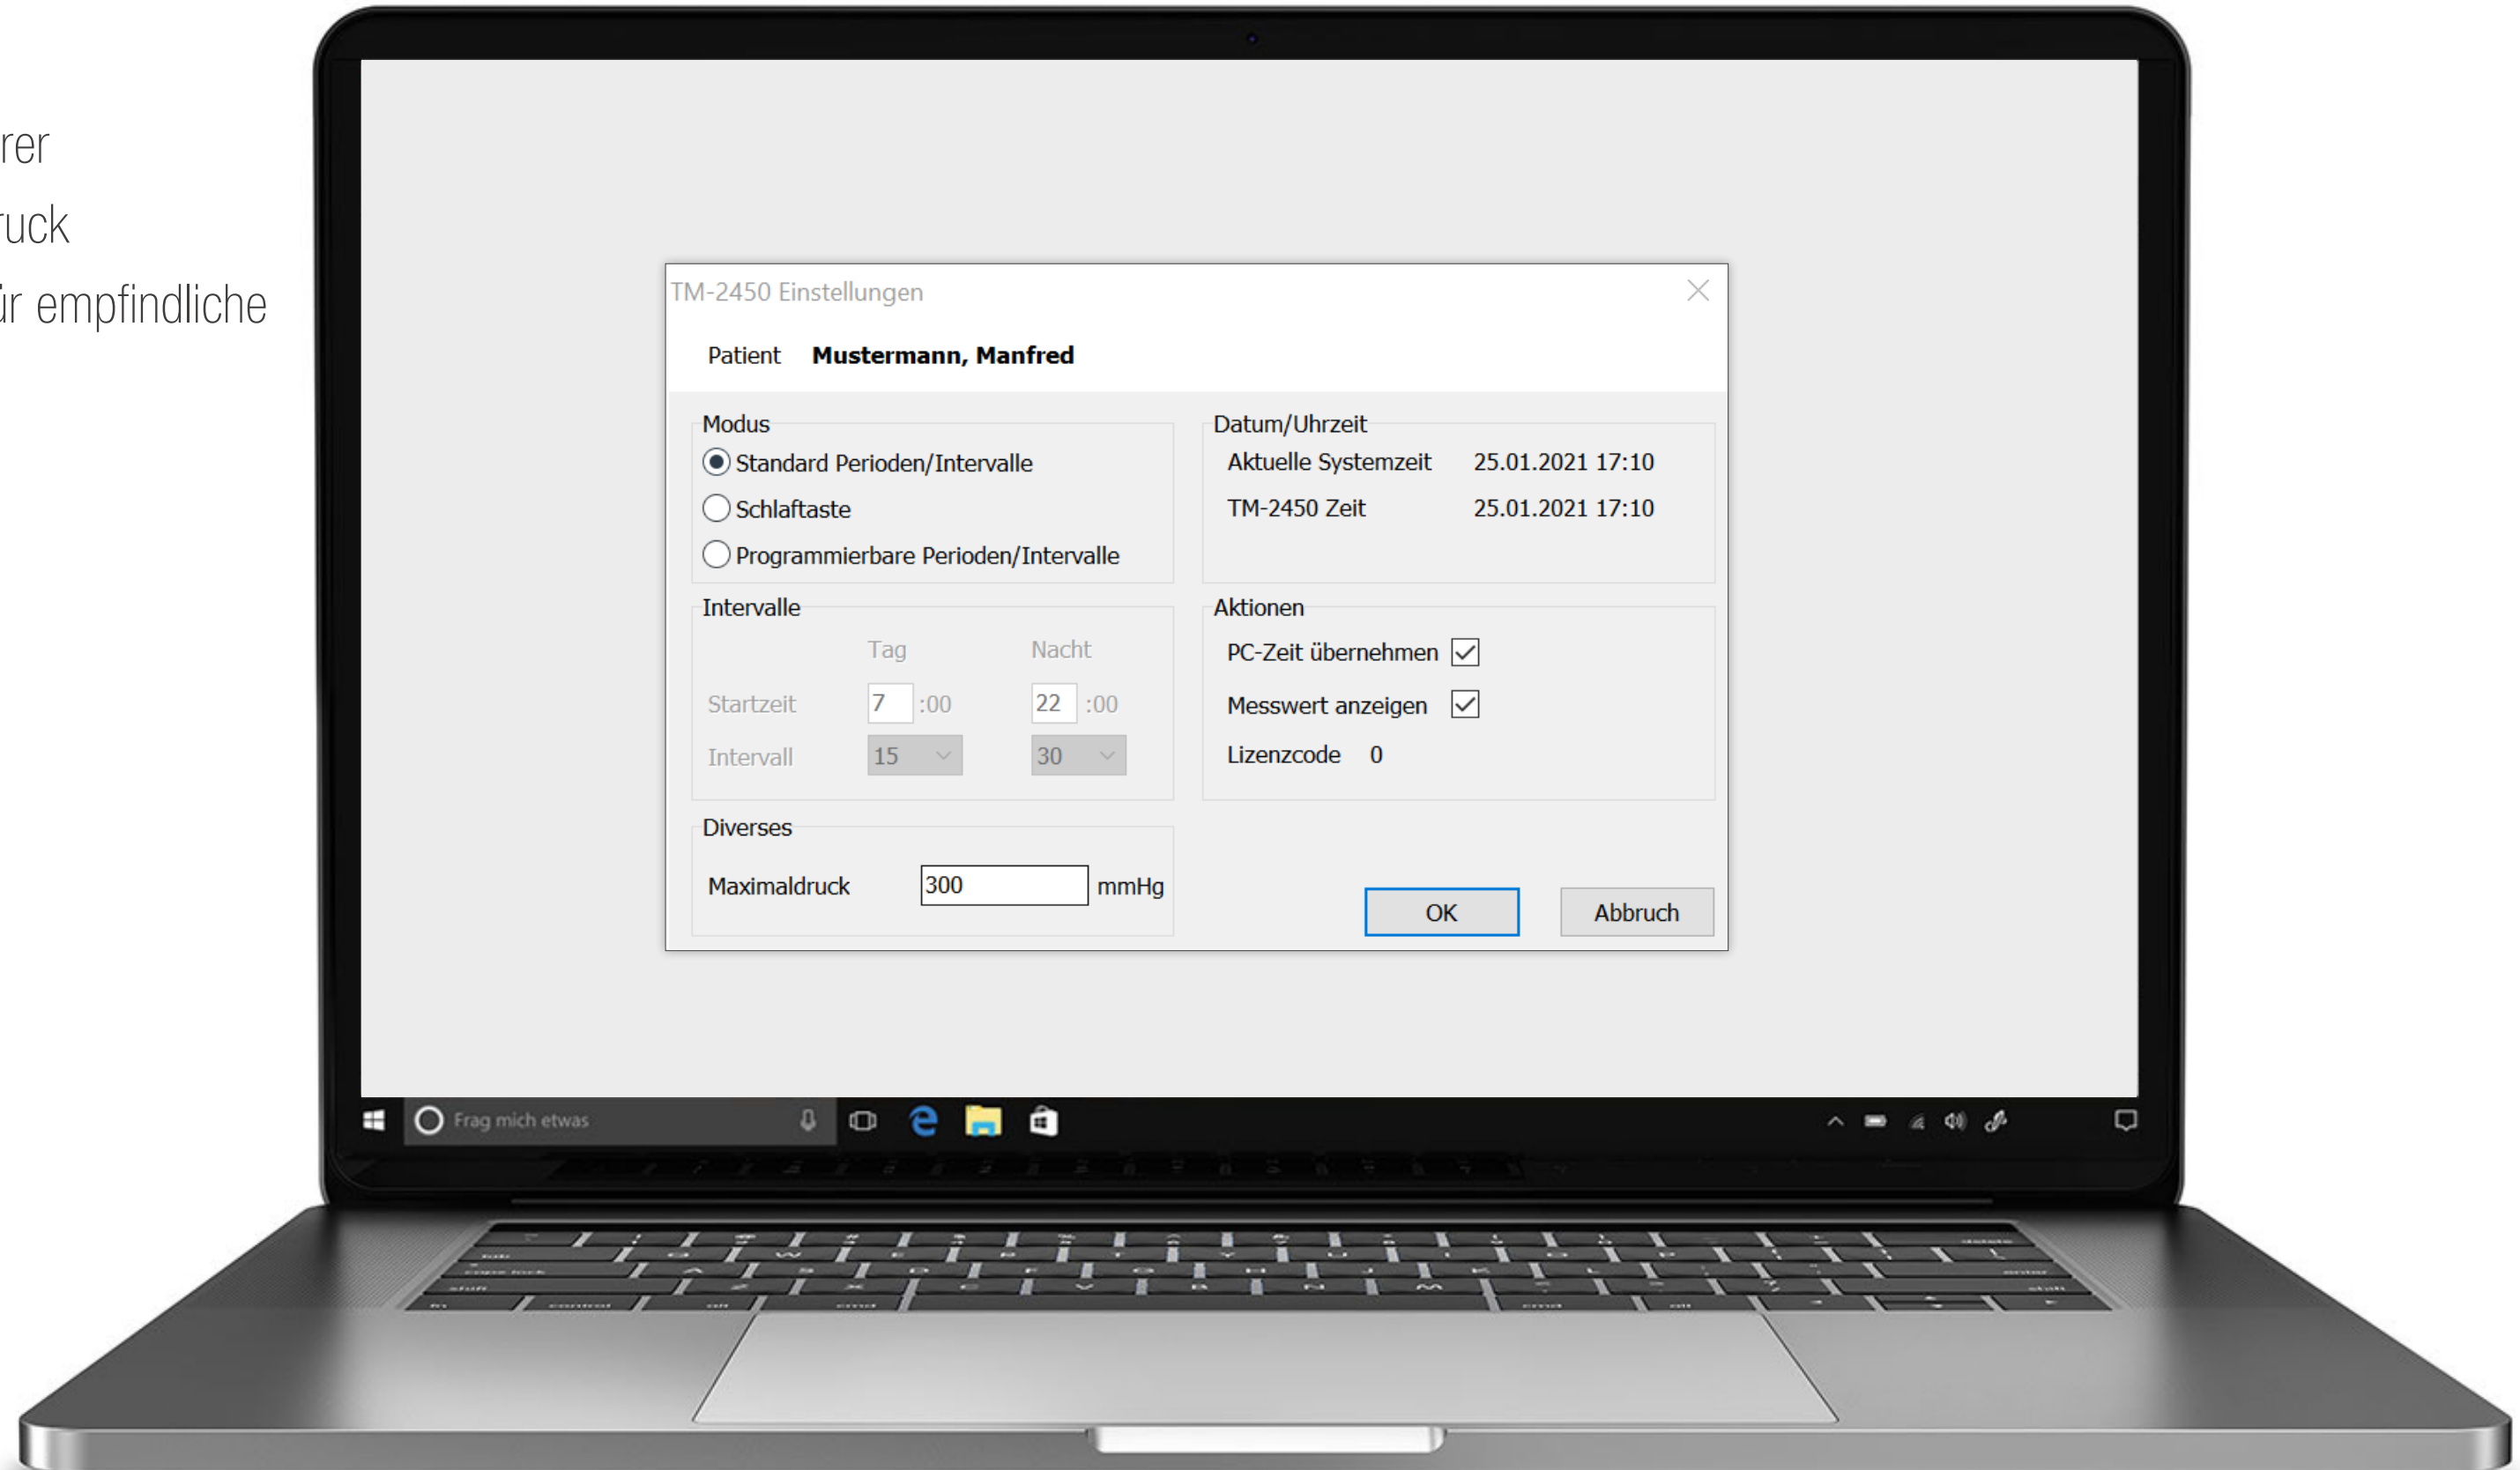 rer
ruck
ür empfindliche
TM-2450 Einstellungen
Patient Mustermann, Manfred
Modus
Standard Perioden/Intervalle
Schlaftaste
Programmierbare Perioden/Intervalle
Datum/Uhrzeit
Aktuelle Systemzeit 25.01.2021 17:10
TM-2450 Zeit 25.01.2021 17:10
Intervalle
Tag Nacht
Startzeit 7 :00 22 :00
Intervall 15 30
Aktionen
PC-Zeit übernehmen
Messwert anzeigen
Lizenzcode 0
Diverses
Maximaldruck 300 mmHg
OK Abbruch
Frag mich etwas